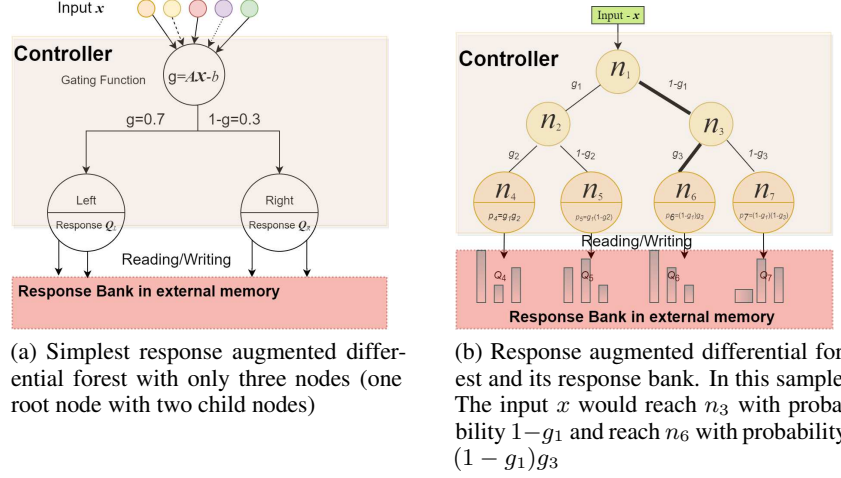 Input x
Controller
Gating Function
g=AX-b
g=0.7
1-g=0.3
Left
Response Q_L
Right
Response Q_R
Reading/Writing
Response Bank in external memory
(a) Simplest response augmented differ-
ential forest with only three nodes (one
root node with two child nodes)
Input - x
Controller
n1
g1
1-g1
n2
n3
g2
1-g2
g3
1-g3
n4
n5
n6
n7
p4=g1g2
p5=g1(1-g2)
p6=(1-g1)g3
p7=(1-g1)(1-g3)
Reading/Writing
Q4
Q5
Q6
Q7
Response Bank in external memory
(b) Response augmented differential for-
est and its response bank. In this sample
The input x would reach n3 with proba-
bility 1−g1 and reach n6 with probability
(1 − g1)g3